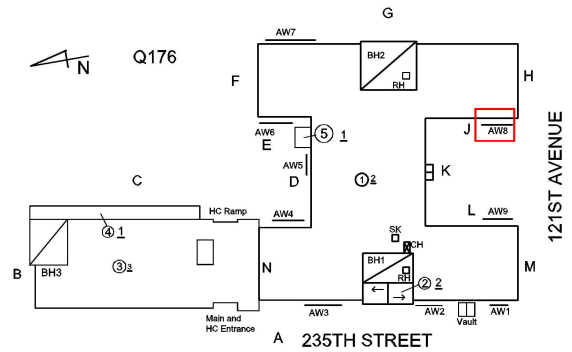 G
AW7
N
Q176
BH2
RH
F
H
AW6
E
5 1
J AW8
AW5
D
1 2
K
C
121ST AVENUE
HC Ramp
AW4
L AW9
4 1
SK
CH
B
BH3
3 3
N
BH1
RH
2 2
M
AW3
AW2
AW1
Main and
HC Entrance
Vault
A 235TH STREET